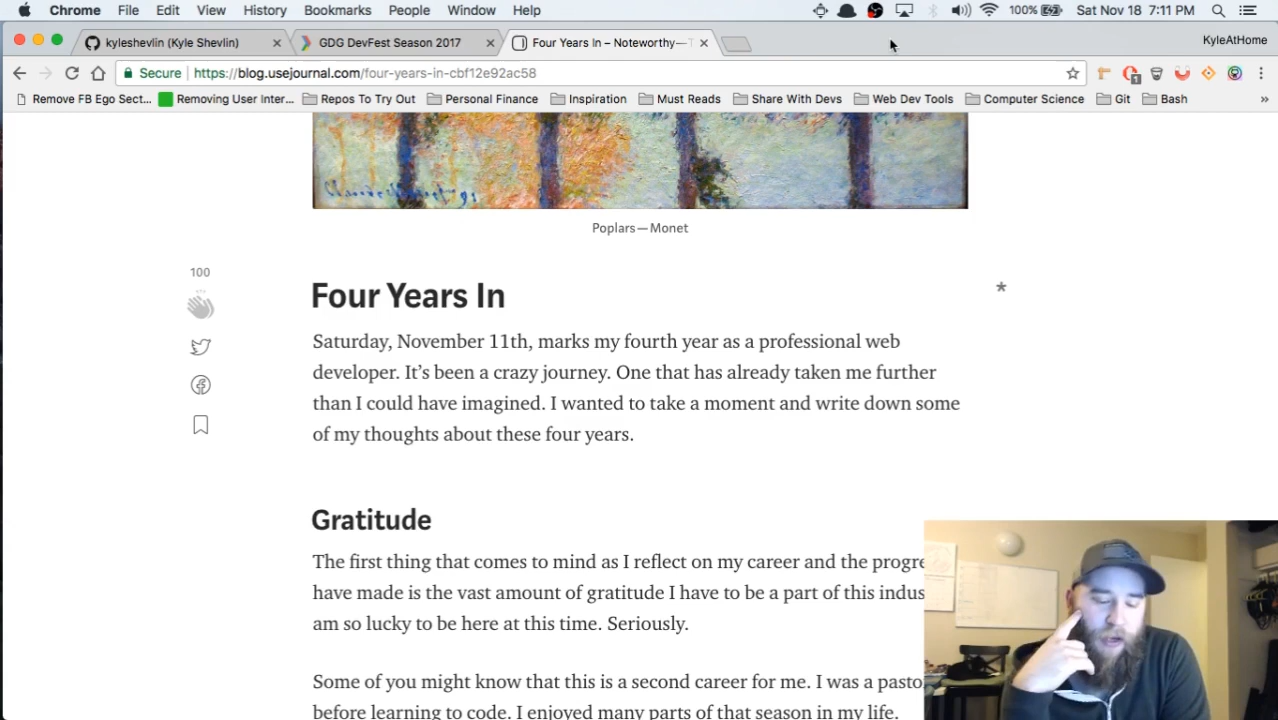 Chrome File Edit View History Bookmarks People Window Help 100% Sat Nov 18 7:11 PM
kyleshevlin (Kyle Shevlin) GDG DevFest Season 2017 Four Years In – Noteworthy— KyleAtHome
Secure https://blog.usejournal.com/four-years-in-cbf12e92ac58
Remove FB Ego Sect... Removing User Inter... Repos To Try Out Personal Finance Inspiration Must Reads Share With Devs Web Dev Tools Computer Science Git Bash »
Poplars—Monet
100
Four Years In *
Saturday, November 11th, marks my fourth year as a professional web
developer. It’s been a crazy journey. One that has already taken me further
than I could have imagined. I wanted to take a moment and write down some
of my thoughts about these four years.
Gratitude
The first thing that comes to mind as I reflect on my career and the progre
have made is the vast amount of gratitude I have to be a part of this indus
am so lucky to be here at this time. Seriously.
Some of you might know that this is a second career for me. I was a pasto
before learning to code. I enjoyed many parts of that season in my life.